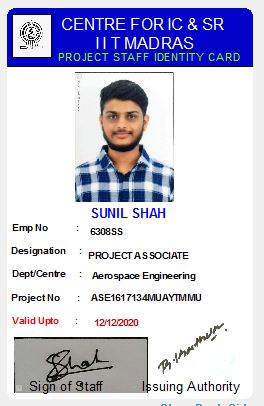 CENTRE FOR IC & SR
I I T MADRAS
PROJECT STAFF IDENTITY CARD
SUNIL SHAH
Emp No : 6308SS
Designation : PROJECT ASSOCIATE
Dept/Centre : Aerospace Engineering
Project No : ASE1617134MUAYTMMU
Valid Upto : 12/12/2020
Shah
Sign of Staff Issuing Authority